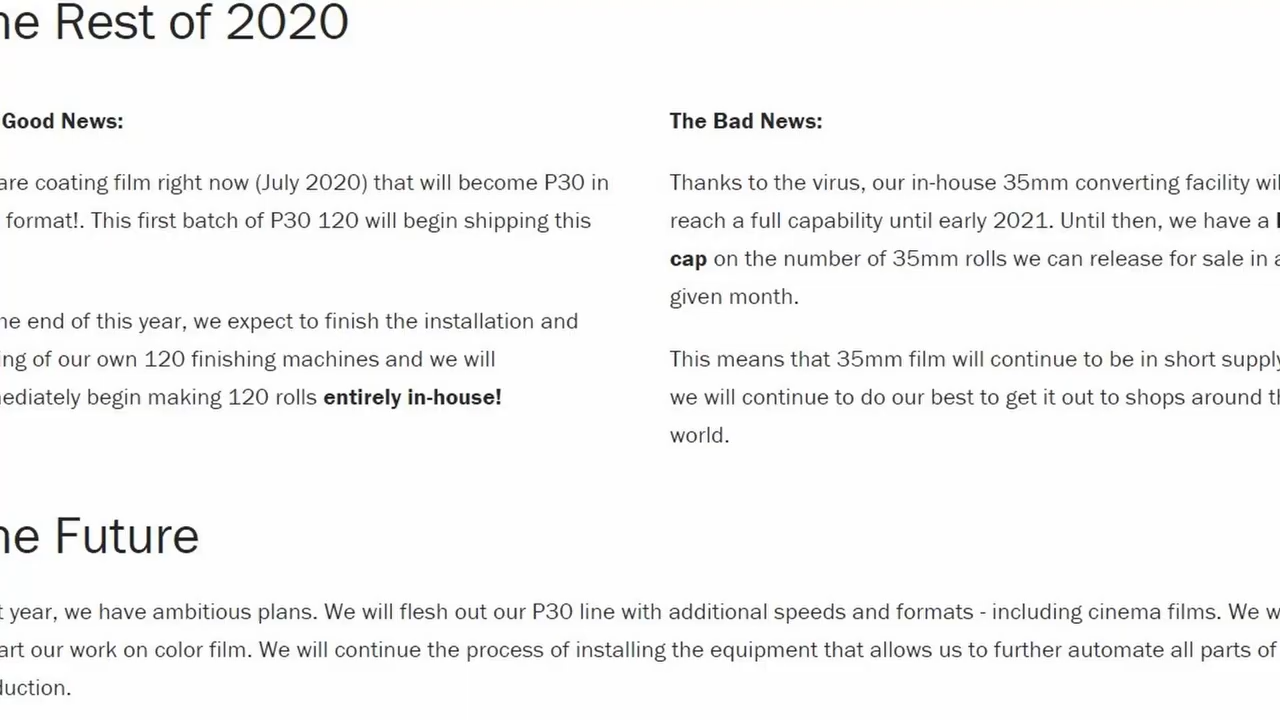 ne Rest of 2020
Good News:
are coating film right now (July 2020) that will become P30 in
format!. This first batch of P30 120 will begin shipping this
ne end of this year, we expect to finish the installation and
ing of our own 120 finishing machines and we will
nediately begin making 120 rolls entirely in-house!
The Bad News:
Thanks to the virus, our in-house 35mm converting facility wil
reach a full capability until early 2021. Until then, we have a
cap on the number of 35mm rolls we can release for sale in a
given month.
This means that 35mm film will continue to be in short supply
we will continue to do our best to get it out to shops around th
world.
ne Future
t year, we have ambitious plans. We will flesh out our P30 line with additional speeds and formats - including cinema films. We w
art our work on color film. We will continue the process of installing the equipment that allows us to further automate all parts of
duction.